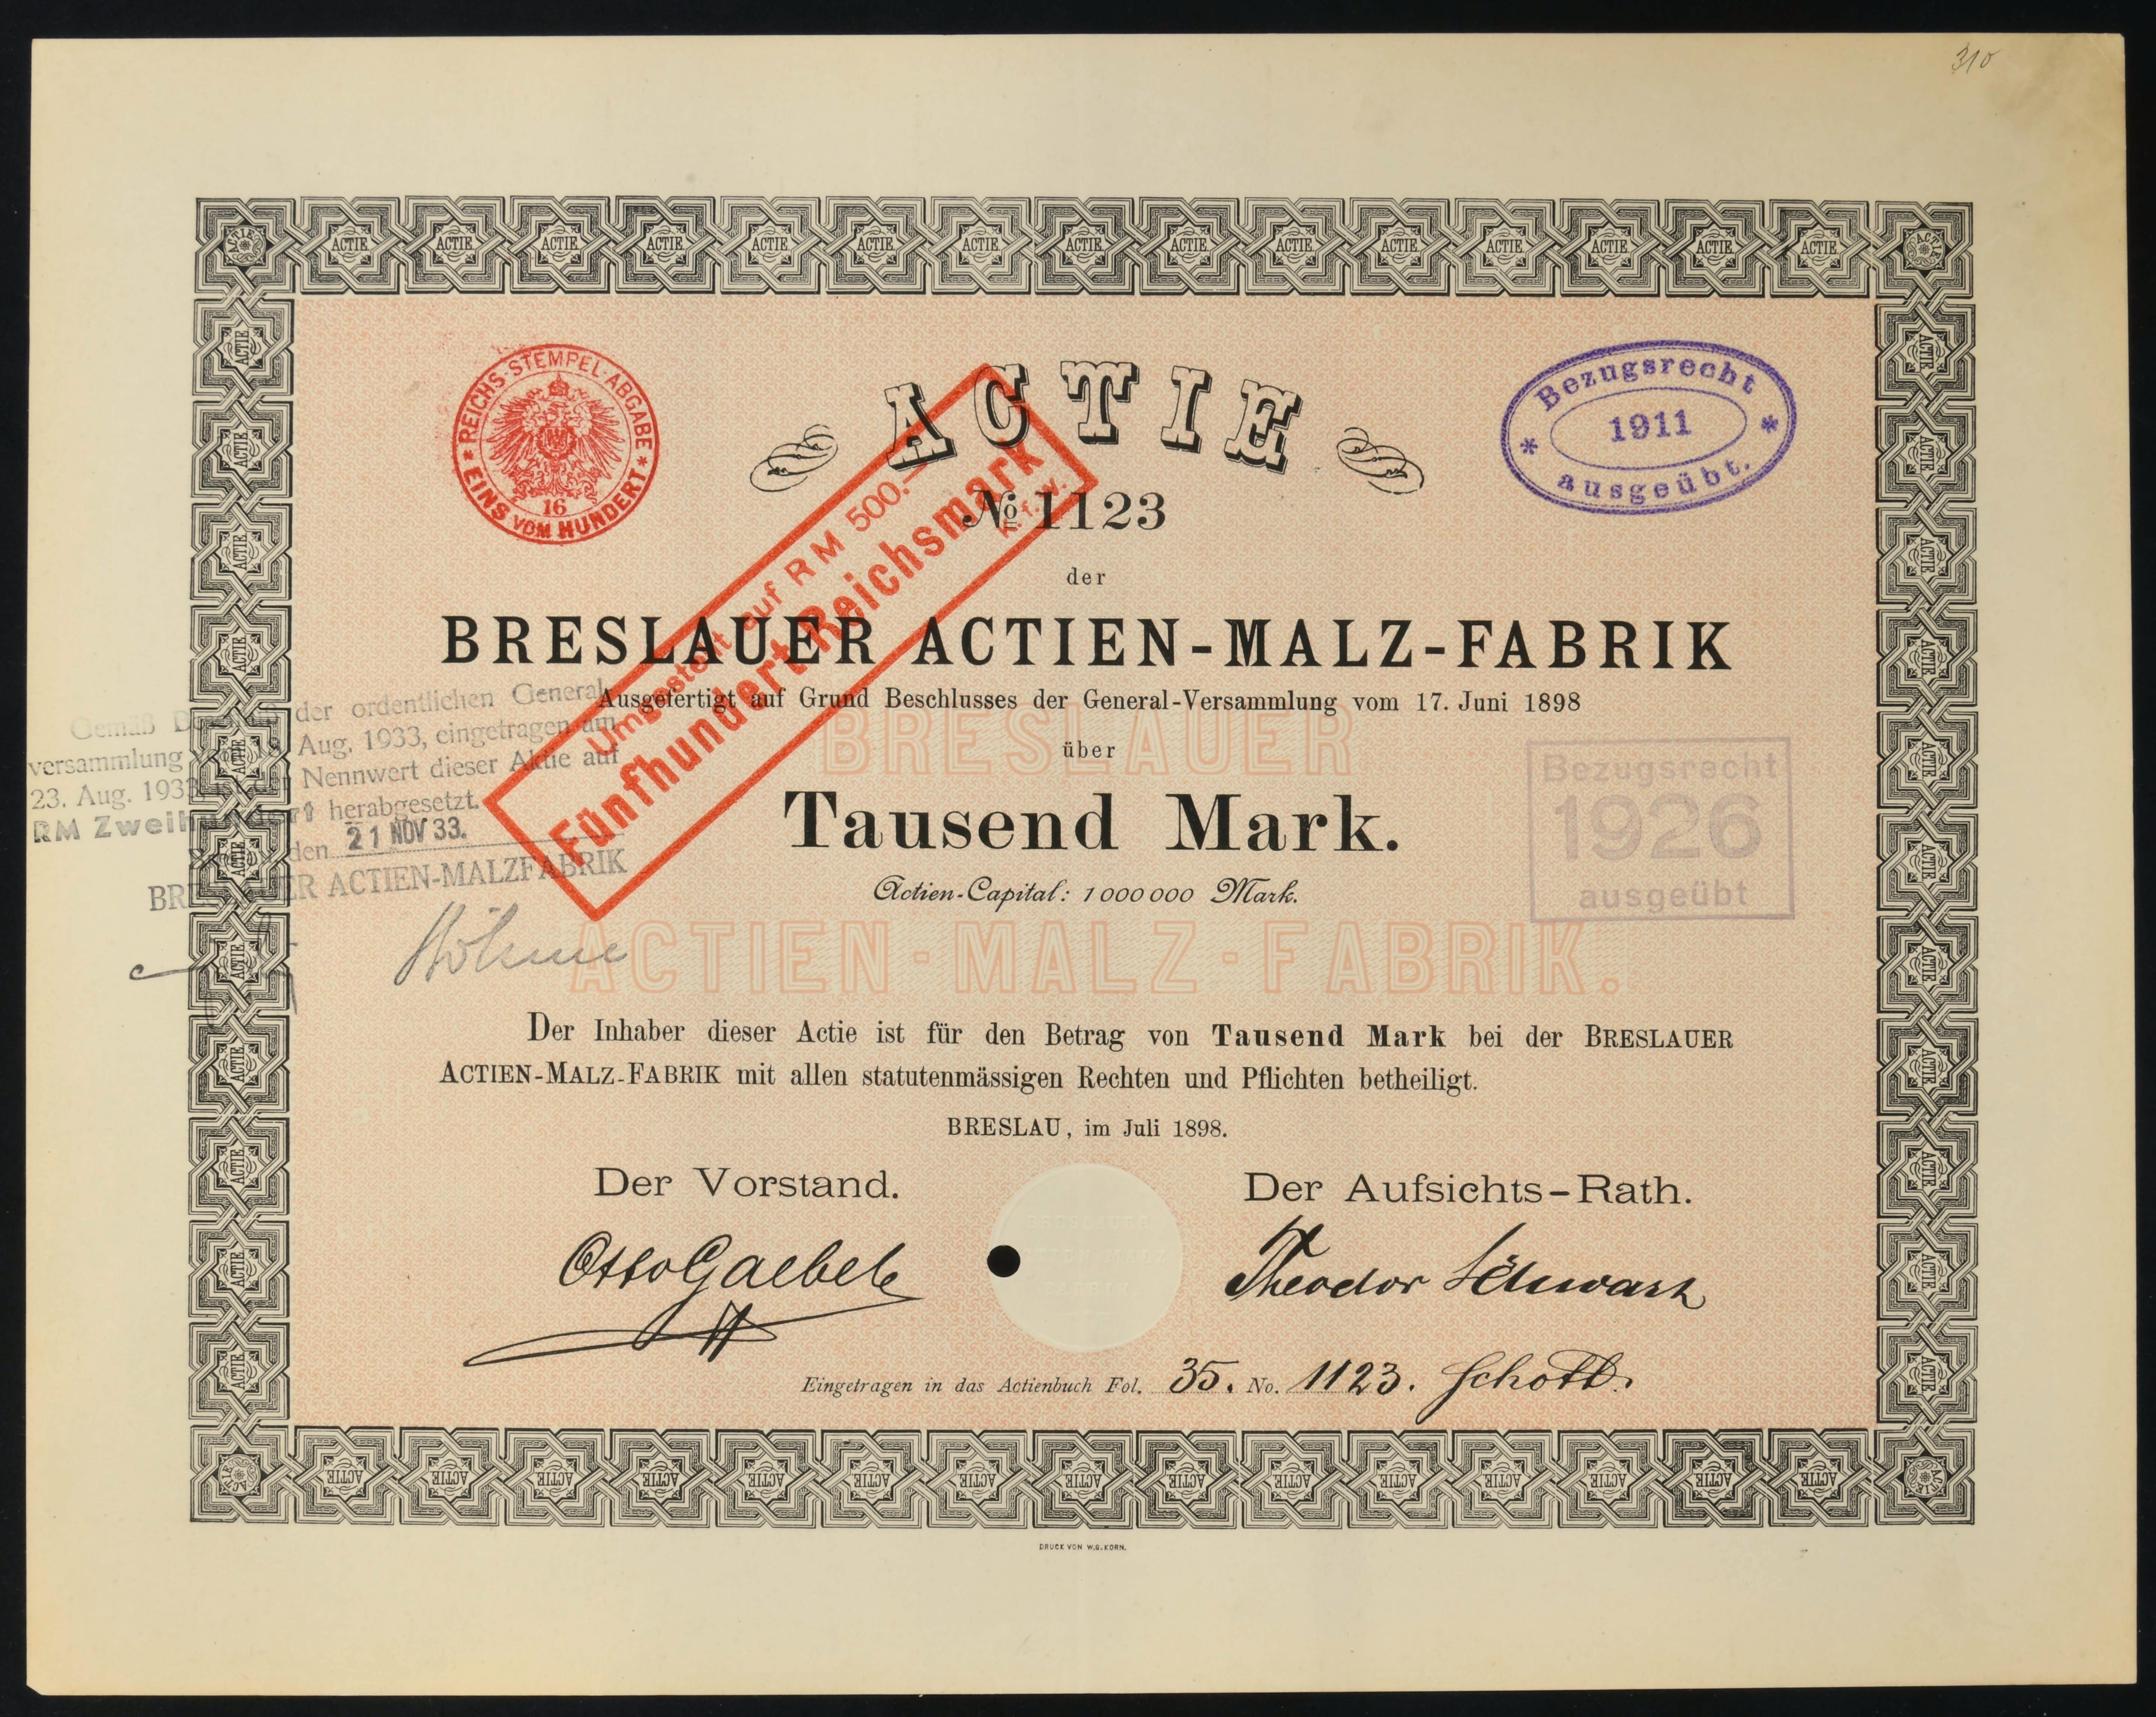 310
REICHS-STEMPEL-ABGABE
16
EINS VOM HUNDERT
ACTIE
Bezugsrecht
1911
ausgeübt.
№ 1123
der
BRESLAUER ACTIEN-MALZ-FABRIK
Umgestellt auf RM 500.–
Fünfhundert Reichsmark
Ausgefertigt auf Grund Beschlusses der General-Versammlung vom 17. Juni 1898
über
Tausend Mark.
Actien-Capital: 1 000 000 Mark.
BRESLAUER
ACTIEN-MALZ-FABRIK.
Bezugsrecht
1926
ausgeübt
Gemäß der ordentlichen General-
versammlung Aug. 1933, eingetragen am
23. Aug. 1933 Nennwert dieser Aktie auf
RM herabgesetzt.
den 21 NOV 33.
BRESLAUER ACTIEN-MALZFABRIK
Der Inhaber dieser Actie ist für den Betrag von Tausend Mark bei der BRESLAUER
ACTIEN-MALZ-FABRIK mit allen statutenmässigen Rechten und Pflichten betheiligt.
BRESLAU, im Juli 1898.
Der Vorstand.
Der Aufsichts-Rath.
Otto Gaebel
Theodor Schwarz
Eingetragen in das Actienbuch Fol. 35. No. 1123. Schott.
DRUCK VON W.G. KORN.